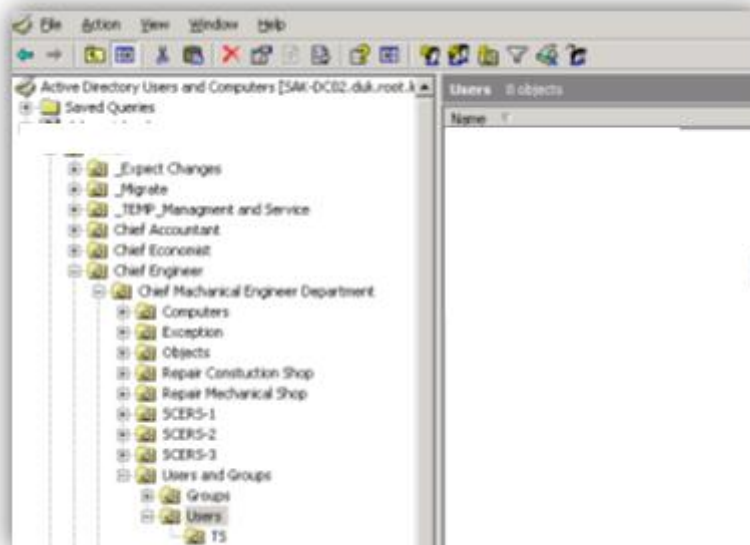 File Action View Window Help
Active Directory Users and Computers [SAK-DC02.duk.root.k
Saved Queries
_Expect Changes
_Migrate
_TEMP_Managment and Service
Chief Accountant
Chief Economist
Chief Engineer
Chief Machanical Engineer Department
Computers
Exception
Objects
Repair Constuction Shop
Repair Mechanical Shop
SCERS-1
SCERS-2
SCERS-3
Users and Groups
Groups
Users
TS
Users 0 objects
Name